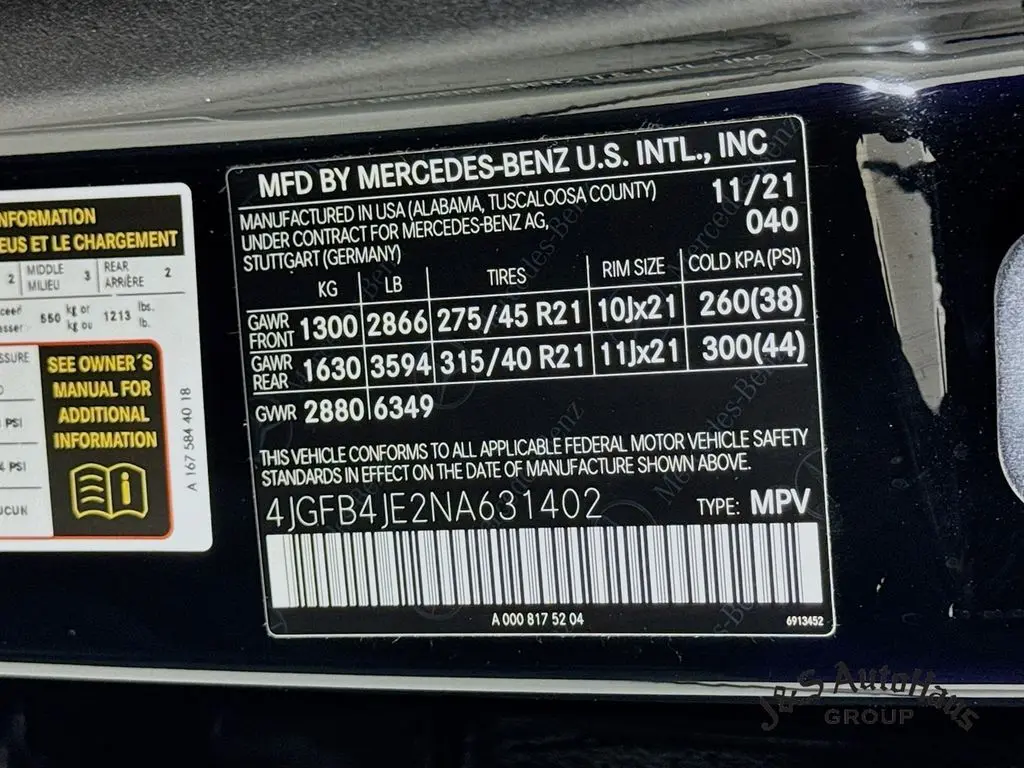 INFORMATION
EUS ET LE CHARGEMENT
2 MIDDLE MILIEU 3 REAR ARRIÈRE 2
550 kg or kg ou 1213 lbs. lb.
SSURE
PSI
PSI
UCUN
SEE OWNER'S
MANUAL FOR
ADDITIONAL
INFORMATION
A 167 584 40 18
MFD BY MERCEDES-BENZ U.S. INTL., INC
MANUFACTURED IN USA (ALABAMA, TUSCALOOSA COUNTY) 11/21
UNDER CONTRACT FOR MERCEDES-BENZ AG, 040
STUTTGART (GERMANY)
KG LB TIRES RIM SIZE COLD KPA (PSI)
GAWR FRONT 1300 2866 275/45 R21 10Jx21 260(38)
GAWR REAR 1630 3594 315/40 R21 11Jx21 300(44)
GVWR 2880 6349
THIS VEHICLE CONFORMS TO ALL APPLICABLE FEDERAL MOTOR VEHICLE SAFETY
STANDARDS IN EFFECT ON THE DATE OF MANUFACTURE SHOWN ABOVE.
4JGFB4JE2NA631402 TYPE: MPV
A 000 817 52 04 6913452
J&S AutoHaus
GROUP